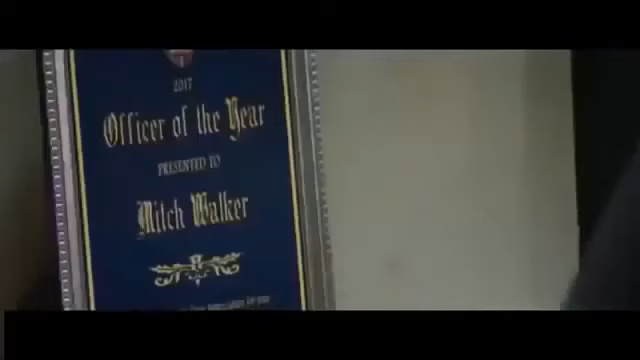 2017
Officer of the Year
PRESENTED TO
Mitch Walker